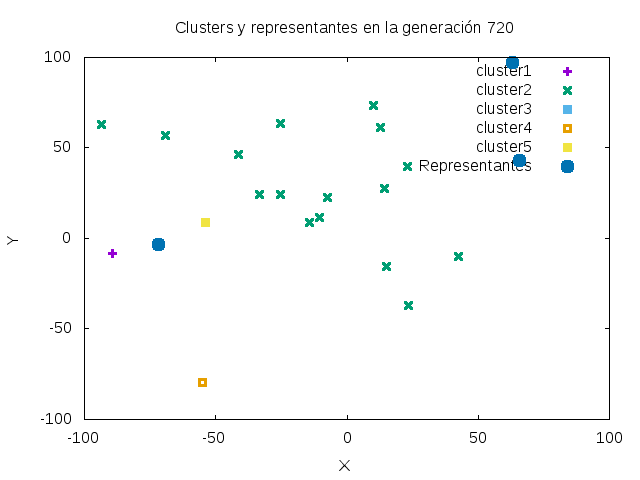 Clusters y representantes en la generación 720
100
50
0
-50
-100
-100
-50
0
50
100
Y
X
cluster1
cluster2
cluster3
cluster4
cluster5
Representantes